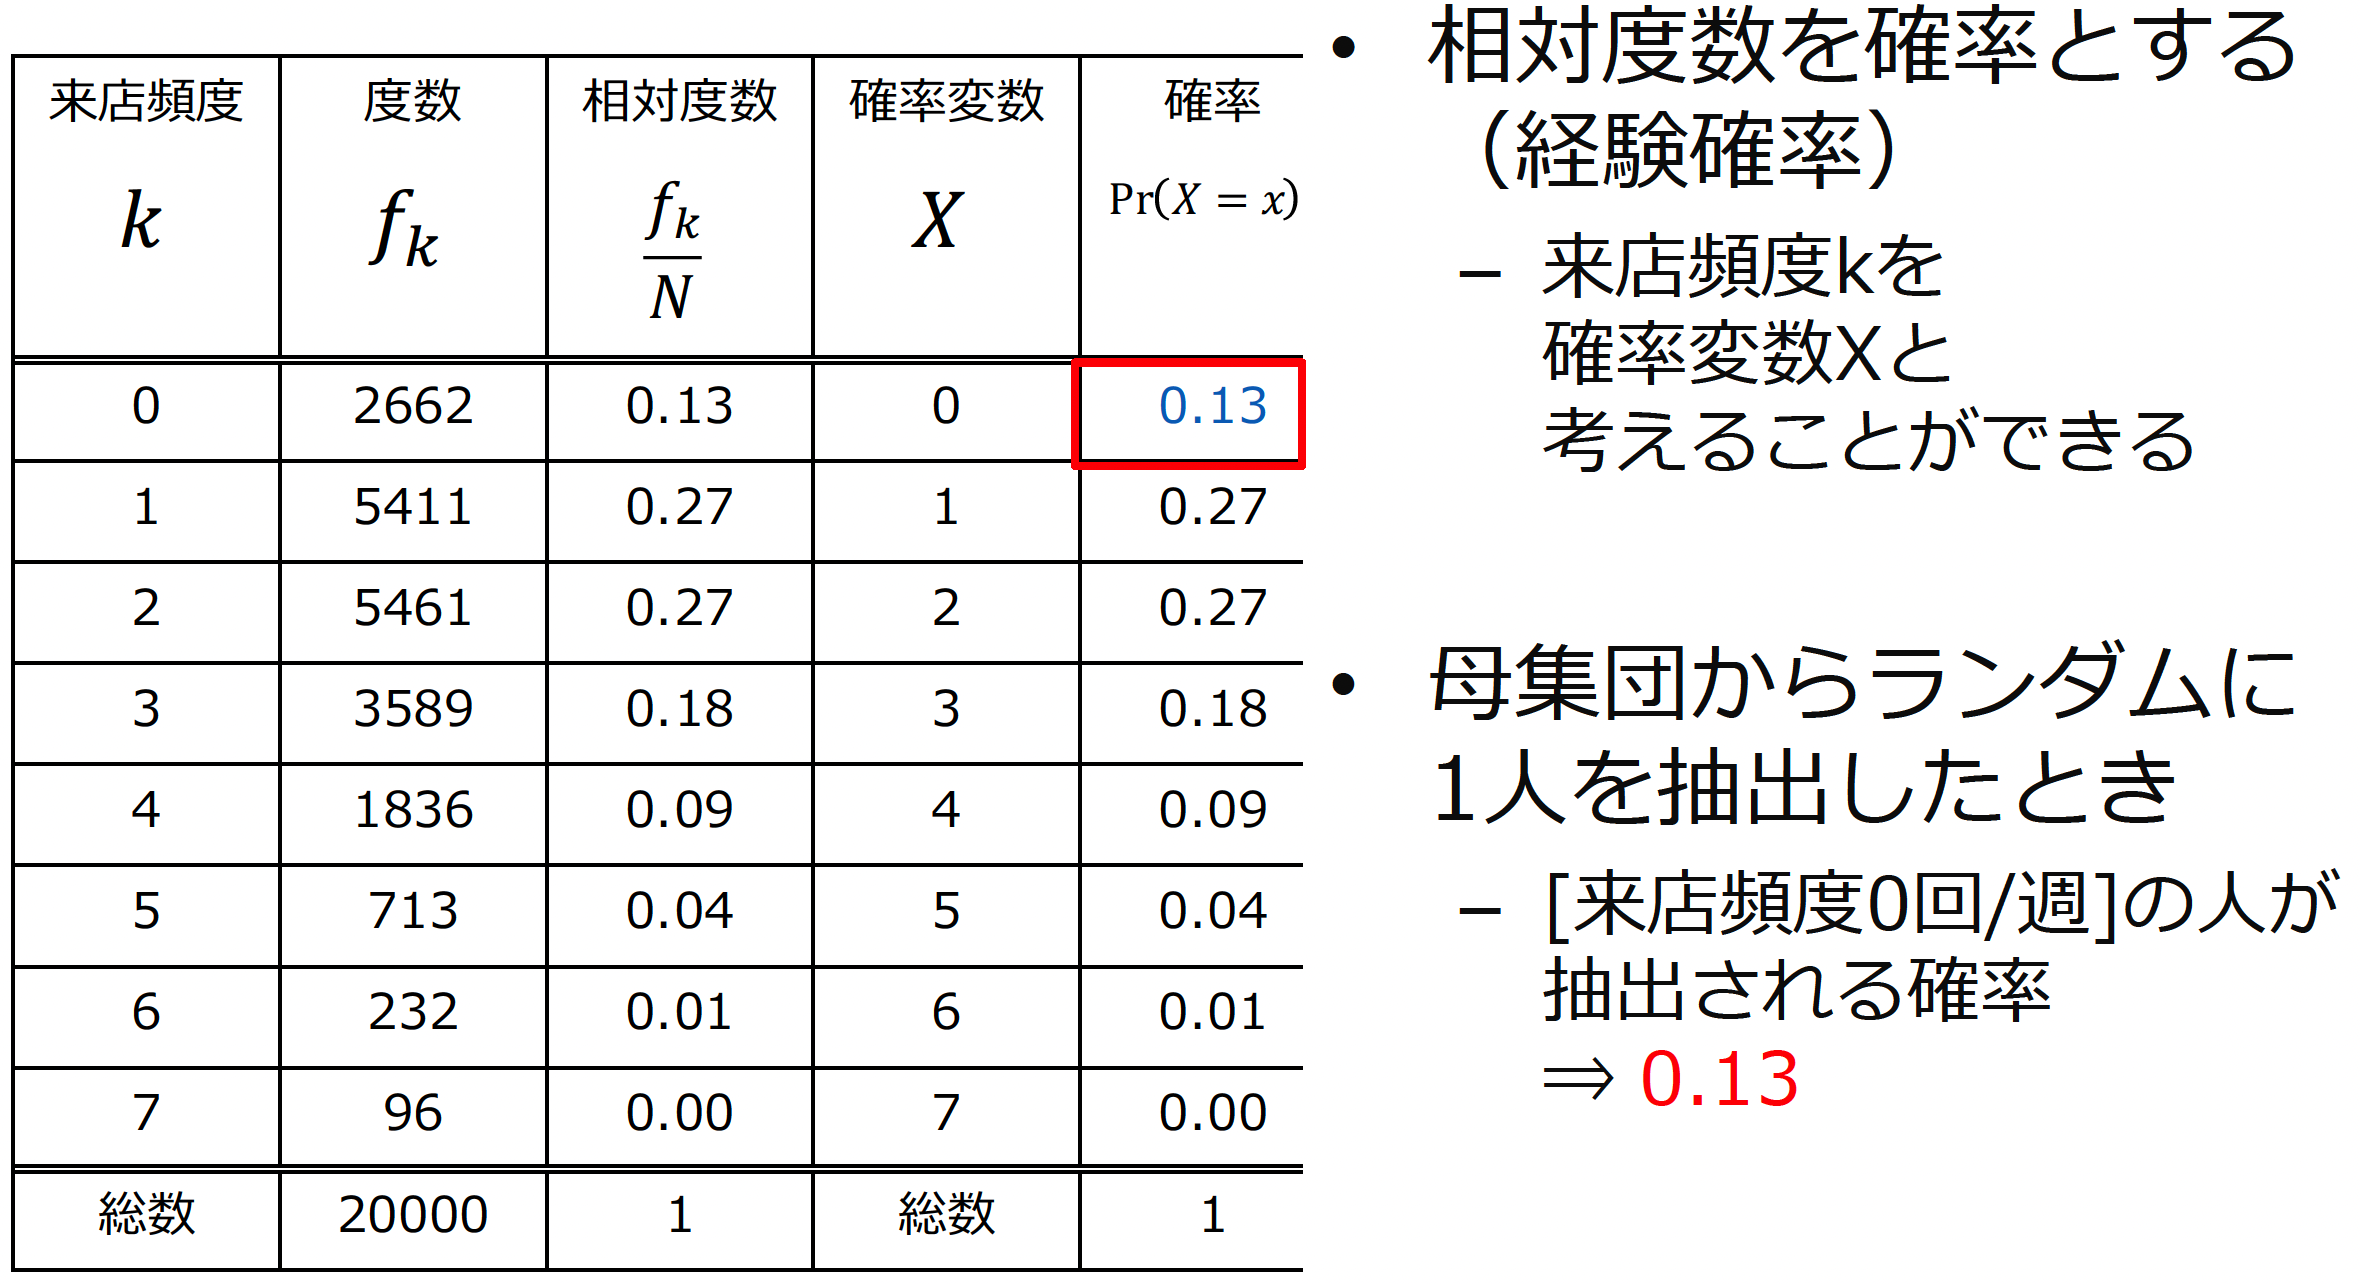 来店頻度 度数 相対度数 確率変数 確率
k f_k f_k/N X Pr(X = x)
0 2662 0.13 0 0.13
1 5411 0.27 1 0.27
2 5461 0.27 2 0.27
3 3589 0.18 3 0.18
4 1836 0.09 4 0.09
5 713 0.04 5 0.04
6 232 0.01 6 0.01
7 96 0.00 7 0.00
総数 20000 1 総数 1
• 相対度数を確率とする
（経験確率）
– 来店頻度kを
確率変数Xと
考えることができる
• 母集団からランダムに
1人を抽出したとき
– [来店頻度0回/週]の人が
抽出される確率
⇒ 0.13